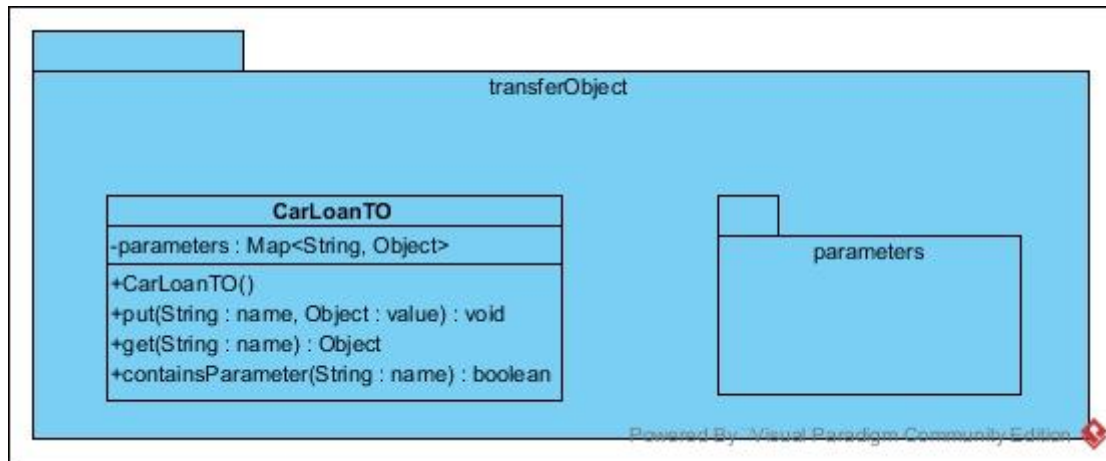 transferObject
CarLoanTO
-parameters : Map<String, Object>
+CarLoanTO()
+put(String : name, Object : value) : void
+get(String : name) : Object
+containsParameter(String : name) : boolean
parameters
Powered By Visual Paradigm Community Edition